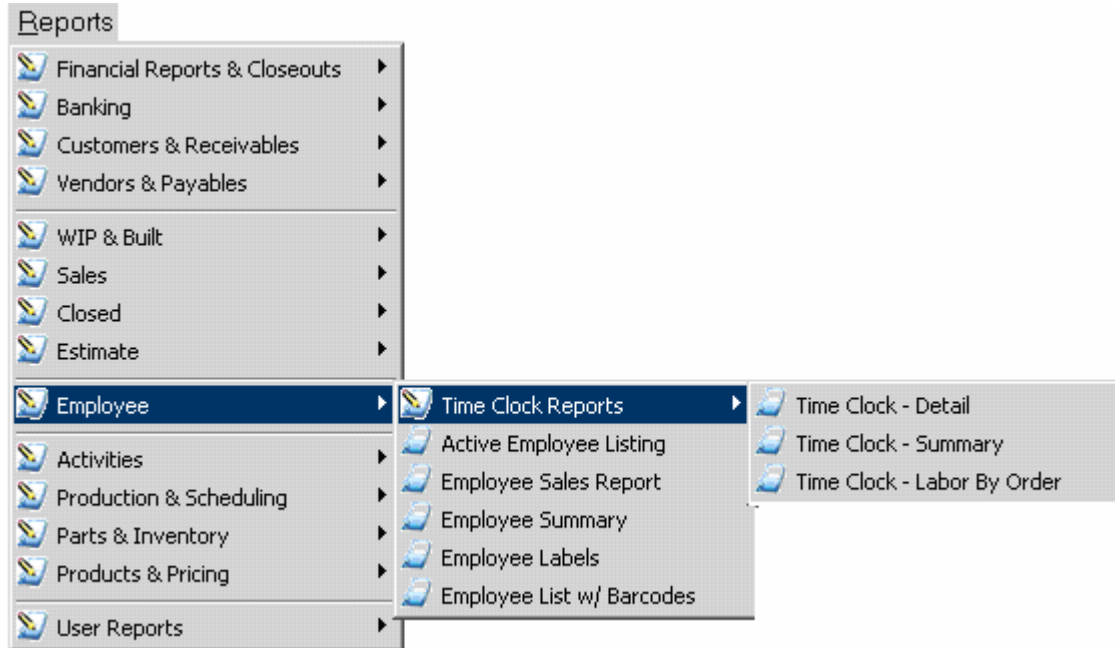 Reports
Financial Reports & Closeouts
Banking
Customers & Receivables
Vendors & Payables
WIP & Built
Sales
Closed
Estimate
Employee
Time Clock Reports
Time Clock - Detail
Active Employee Listing
Time Clock - Summary
Employee Sales Report
Time Clock - Labor By Order
Employee Summary
Employee Labels
Employee List w/ Barcodes
Activities
Production & Scheduling
Parts & Inventory
Products & Pricing
User Reports